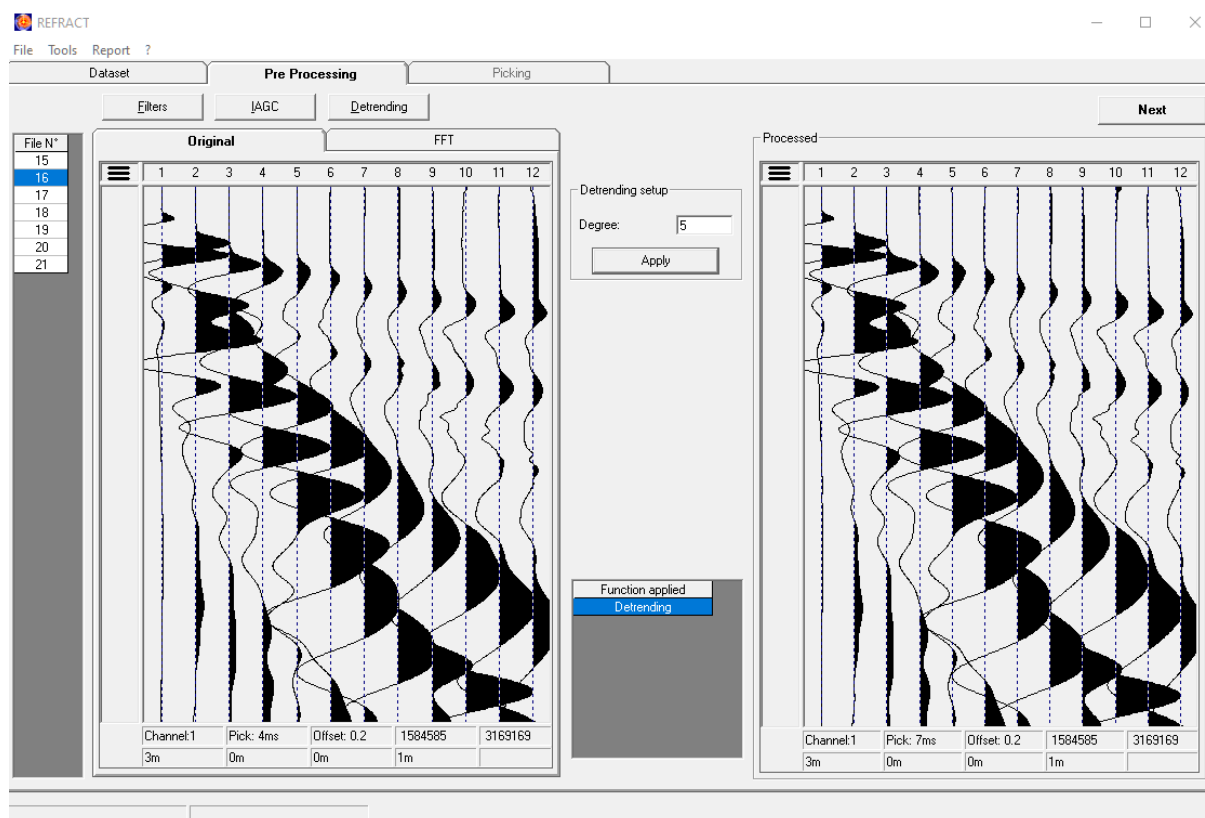 REFRACT
File Tools Report ?
Dataset Pre Processing Picking
Filters IAGC Detrending Next
File N°
15
16
17
18
19
20
21
Original FFT
1 2 3 4 5 6 7 8 9 10 11 12
Channel:1 Pick: 4ms Offset: 0.2 1584585 3169169
3m 0m 0m 1m
Detrending setup
Degree: 5
Apply
Function applied
Detrending
Processed
1 2 3 4 5 6 7 8 9 10 11 12
Channel:1 Pick: 7ms Offset: 0.2 1584585 3169169
3m 0m 0m 1m